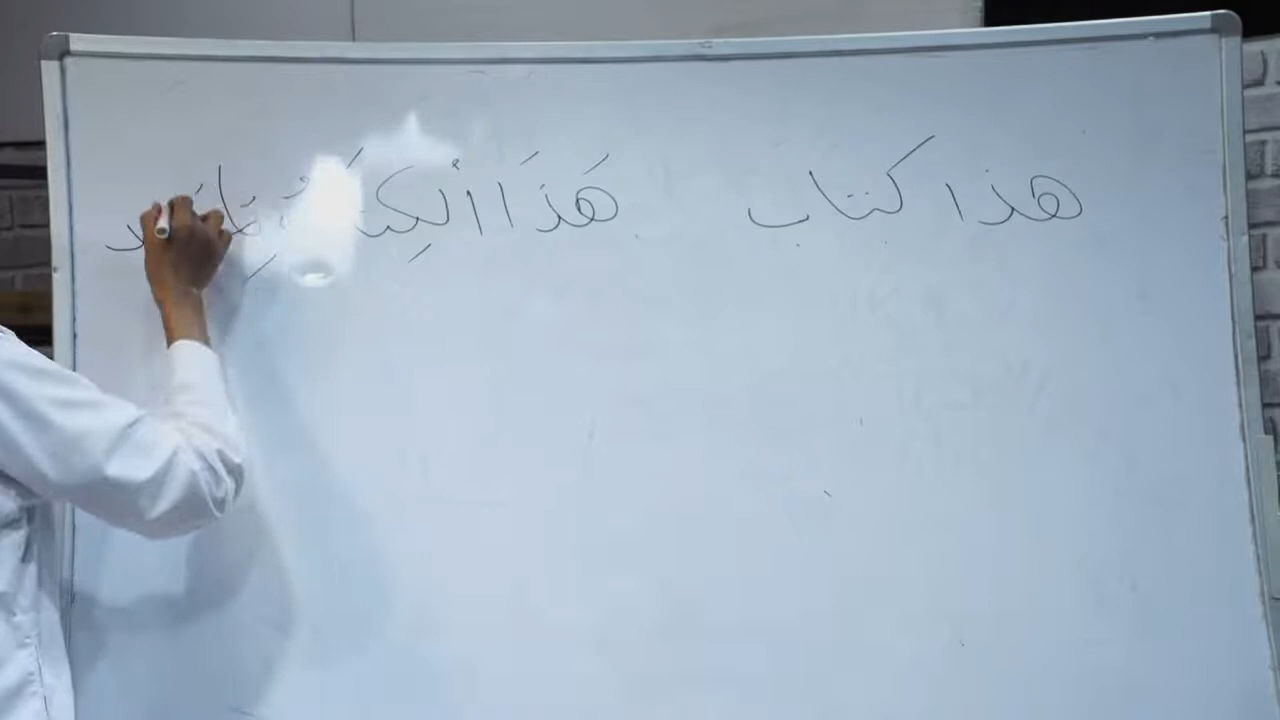 هذا كتاب هَذَا الْكِتَابُ